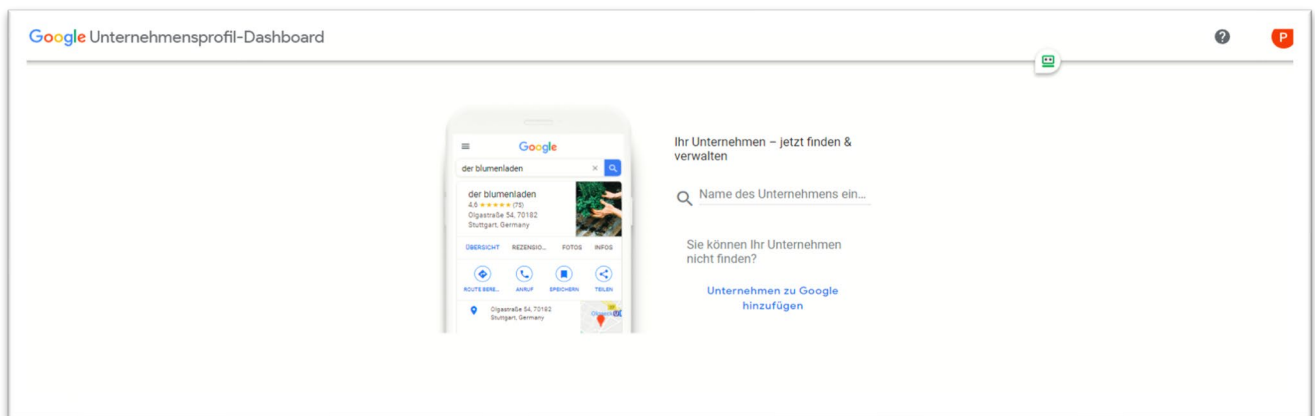 Google Unternehmensprofil-Dashboard
P
Google
der blumenladen
der blumenladen
4,6 ★★★★★ (75)
Olgastraße 54, 70182
Stuttgart, Germany
ÜBERSICHT REZENSIO... FOTOS INFOS
ROUTE BERE... ANRUF SPEICHERN TEILEN
Olgastraße 54, 70182
Stuttgart, Germany
Ihr Unternehmen – jetzt finden &
verwalten
Name des Unternehmens ein...
Sie können Ihr Unternehmen
nicht finden?
Unternehmen zu Google
hinzufügen